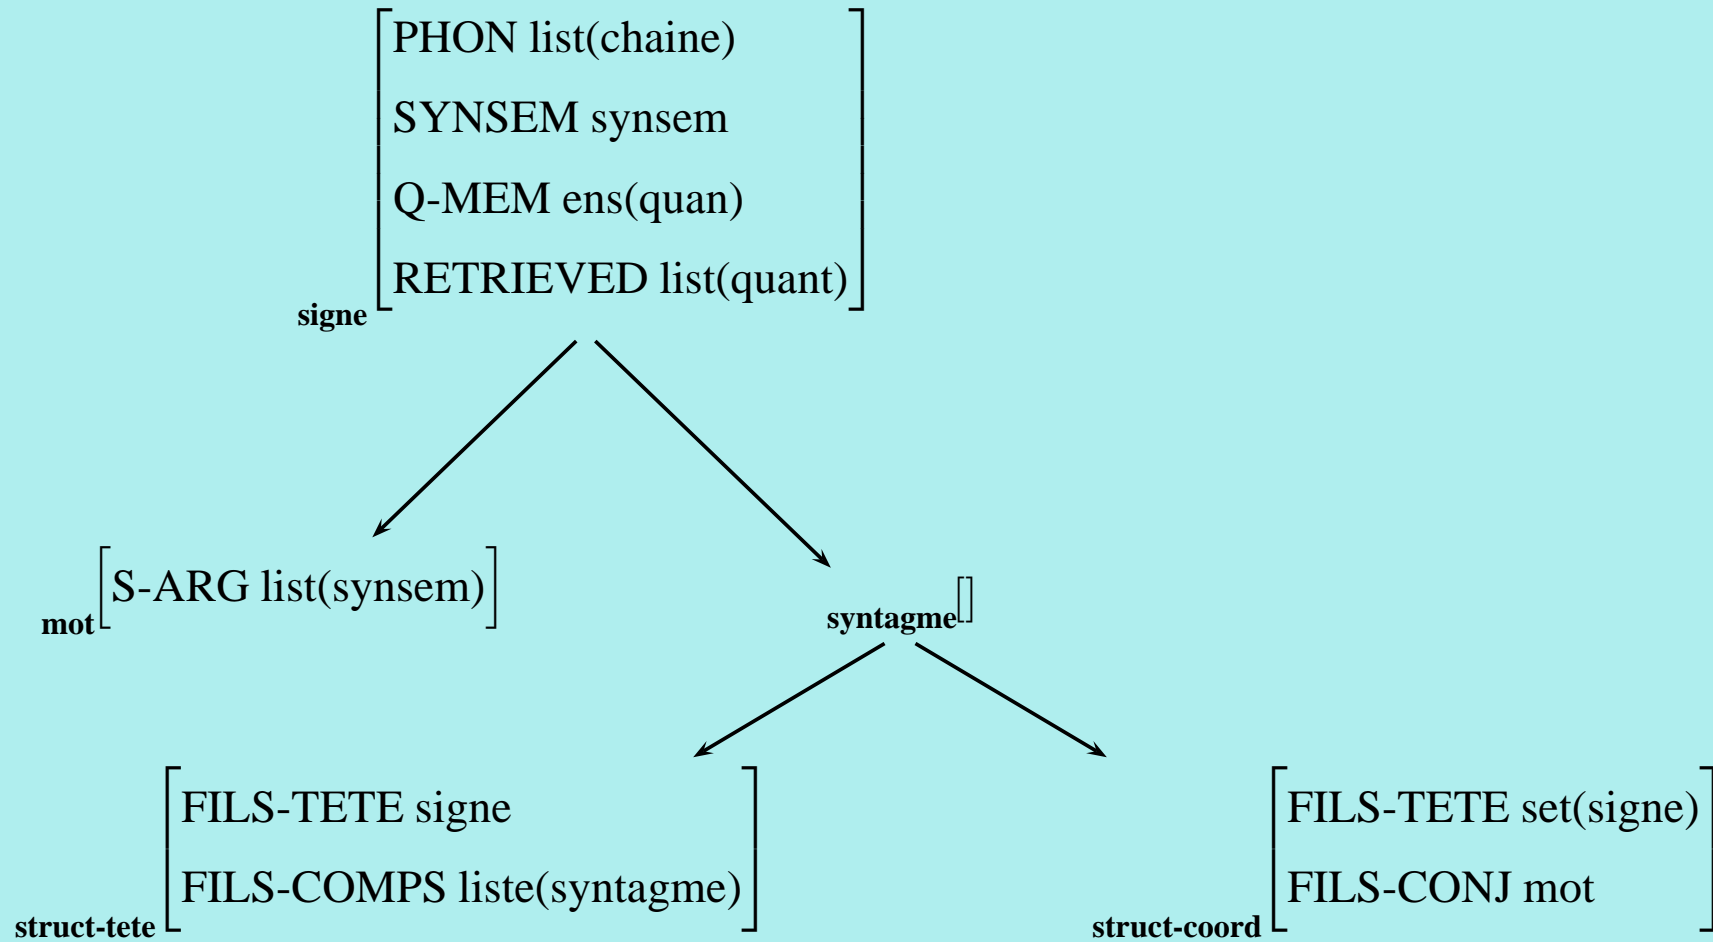 PHON list(chaine)
SYNSEM synsem
Q-MEM ens(quan)
RETRIEVED list(quant)
signe
S-ARG list(synsem)
mot
syntagme[]
FILS-TETE signe
FILS-COMPS liste(syntagme)
struct-tete
FILS-TETE set(signe)
FILS-CONJ mot
struct-coord